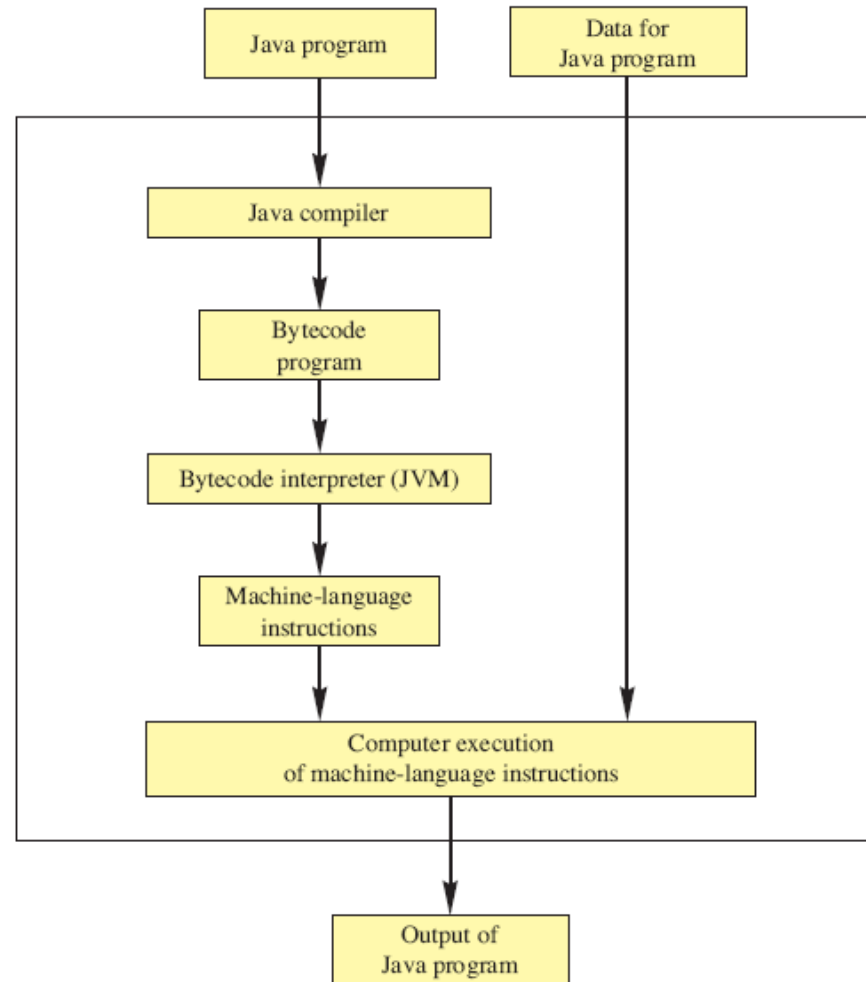 Java program
Data for
Java program
Java compiler
Bytecode
program
Bytecode interpreter (JVM)
Machine-language
instructions
Computer execution
of machine-language instructions
Output of
Java program